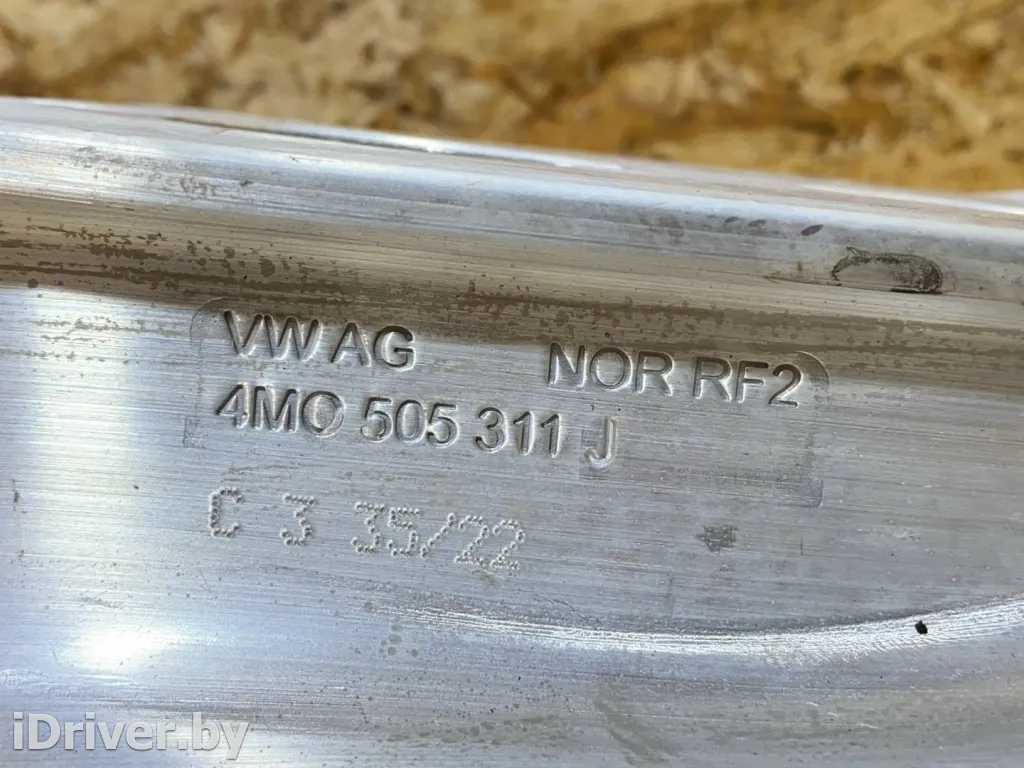 VW AG NOR RF2
4M0 505 311 J
C 3 35/22
iDriver.by